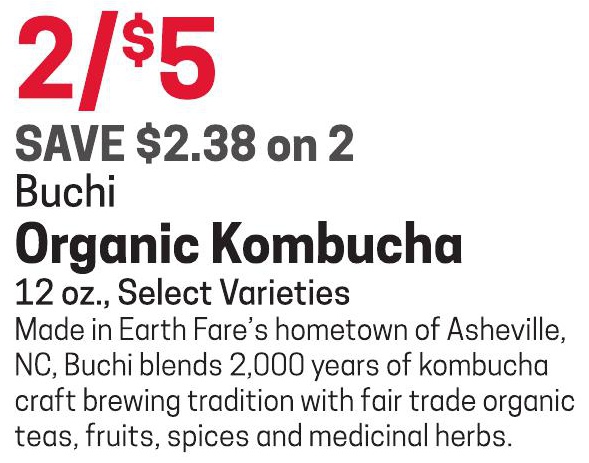 2/$5
SAVE $2.38 on 2
Buchi
Organic Kombucha
12 oz., Select Varieties
Made in Earth Fare's hometown of Asheville,
NC, Buchi blends 2,000 years of kombucha
craft brewing tradition with fair trade organic
teas, fruits, spices and medicinal herbs.